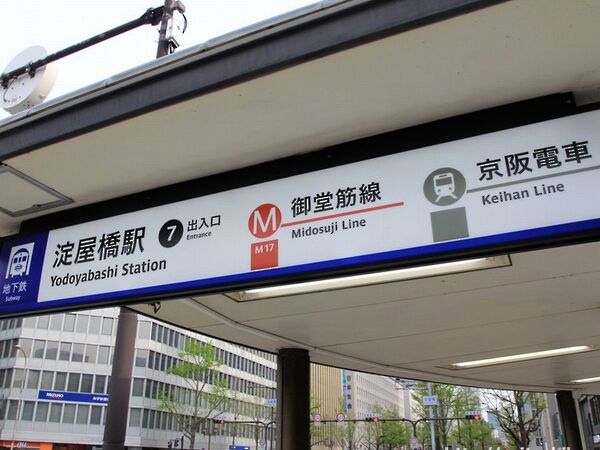 地下鉄
Subway
淀屋橋駅
Yodoyabashi Station
7
出入口
Entrance
M
M17
御堂筋線
Midosuji Line
京阪電車
Keihan Line
MIZUHO